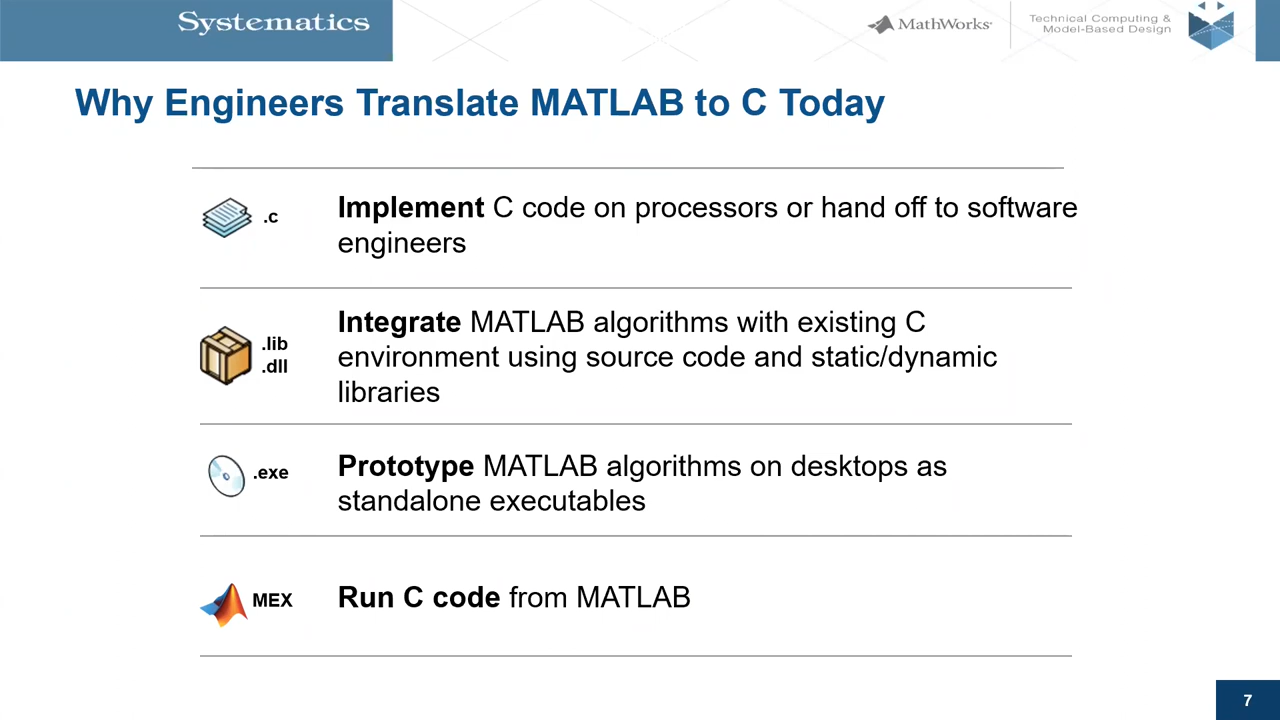 Systematics
MathWorks
Technical Computing &
Model-Based Design
Why Engineers Translate MATLAB to C Today
.c
Implement C code on processors or hand off to software
engineers
.lib
.dll
Integrate MATLAB algorithms with existing C
environment using source code and static/dynamic
libraries
.exe
Prototype MATLAB algorithms on desktops as
standalone executables
MEX
Run C code from MATLAB
7